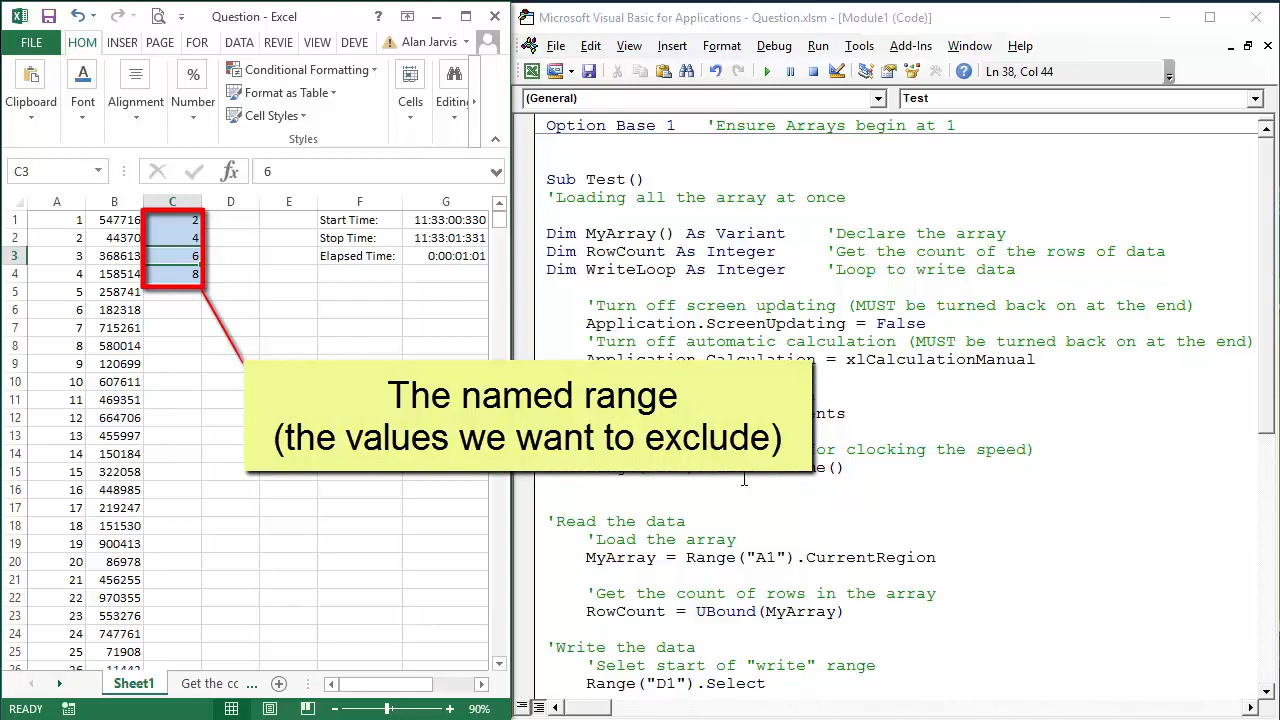 Question - Excel
FILE HOM INSER PAGE FOR DATA REVIE VIEW DEVE Alan Jarvis
Clipboard Font Alignment Number
Conditional Formatting
Format as Table
Cell Styles
Styles
Cells Editing
C3 fx 6
A B C D E F G
1 1 547716 2 Start Time: 11:33:00:330
2 2 44370 4 Stop Time: 11:33:01:331
3 3 368613 6 Elapsed Time: 0:00:01:01
4 4 158514 8
5 5 258741
6 6 182318
7 7 715261
8 8 580014
9 9 120699
10 10 607611
11 11 469351
12 12 664706
13 13 455997
14 14 150184
15 15 322058
16 16 448985
17 17 219247
18 18 151530
19 19 900413
20 20 86978
21 21 456255
22 22 970355
23 23 553276
24 24 747761
25 25 71908
Sheet1 Get the cc ...
READY 90%
The named range
(the values we want to exclude)
Microsoft Visual Basic for Applications - Question.xlsm - [Module1 (Code)]
File Edit View Insert Format Debug Run Tools Add-Ins Window Help
Ln 38, Col 44
(General) Test
Option Base 1 'Ensure Arrays begin at 1
Sub Test()
'Loading all the array at once
Dim MyArray() As Variant 'Declare the array
Dim RowCount As Integer 'Get the count of the rows of data
Dim WriteLoop As Integer 'Loop to write data
'Turn off screen updating (MUST be turned back on at the end)
Application.ScreenUpdating = False
'Turn off automatic calculation (MUST be turned back on at the end)
Application.Calculation = xlCalculationManual
for clocking the speed)
'Read the data
'Load the array
MyArray = Range("A1").CurrentRegion
'Get the count of rows in the array
RowCount = UBound(MyArray)
'Write the data
'Selet start of "write" range
Range("D1").Select